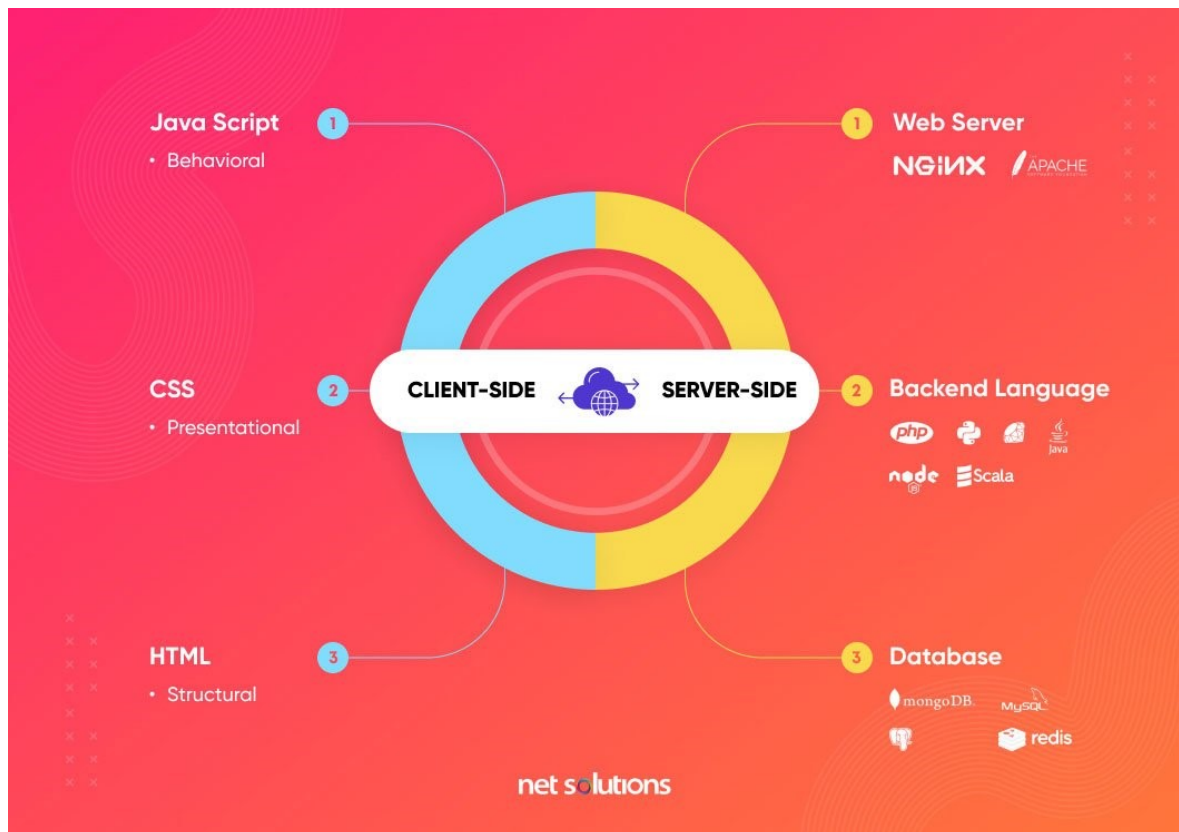 Java Script
1
• Behavioral
CSS
2
• Presentational
HTML
3
• Structural
CLIENT-SIDE
SERVER-SIDE
1
Web Server
NGiNX
APACHE
2
Backend Language
php
Java
node
JS
Scala
3
Database
mongoDB.
MySQL
redis
net solutions